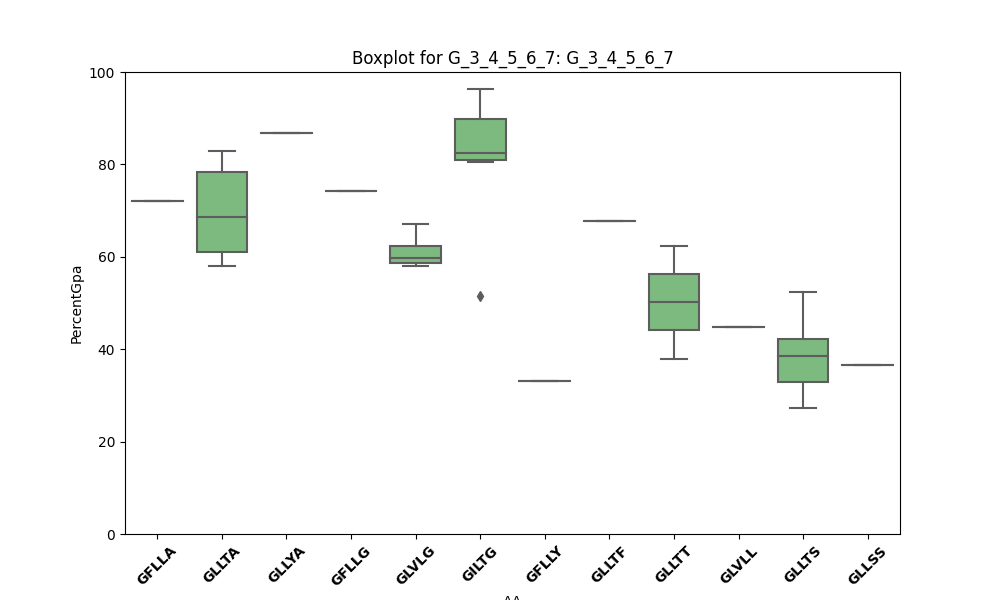 Boxplot for G_3_4_5_6_7: G_3_4_5_6_7
PercentGpa
100
80
60
40
20
0
GFLLA
GLLTA
GLLYA
GFLLG
GLVLG
GILTG
GFLLY
GLLTF
GLLTT
GLVLL
GLLTS
GLLSS
AA